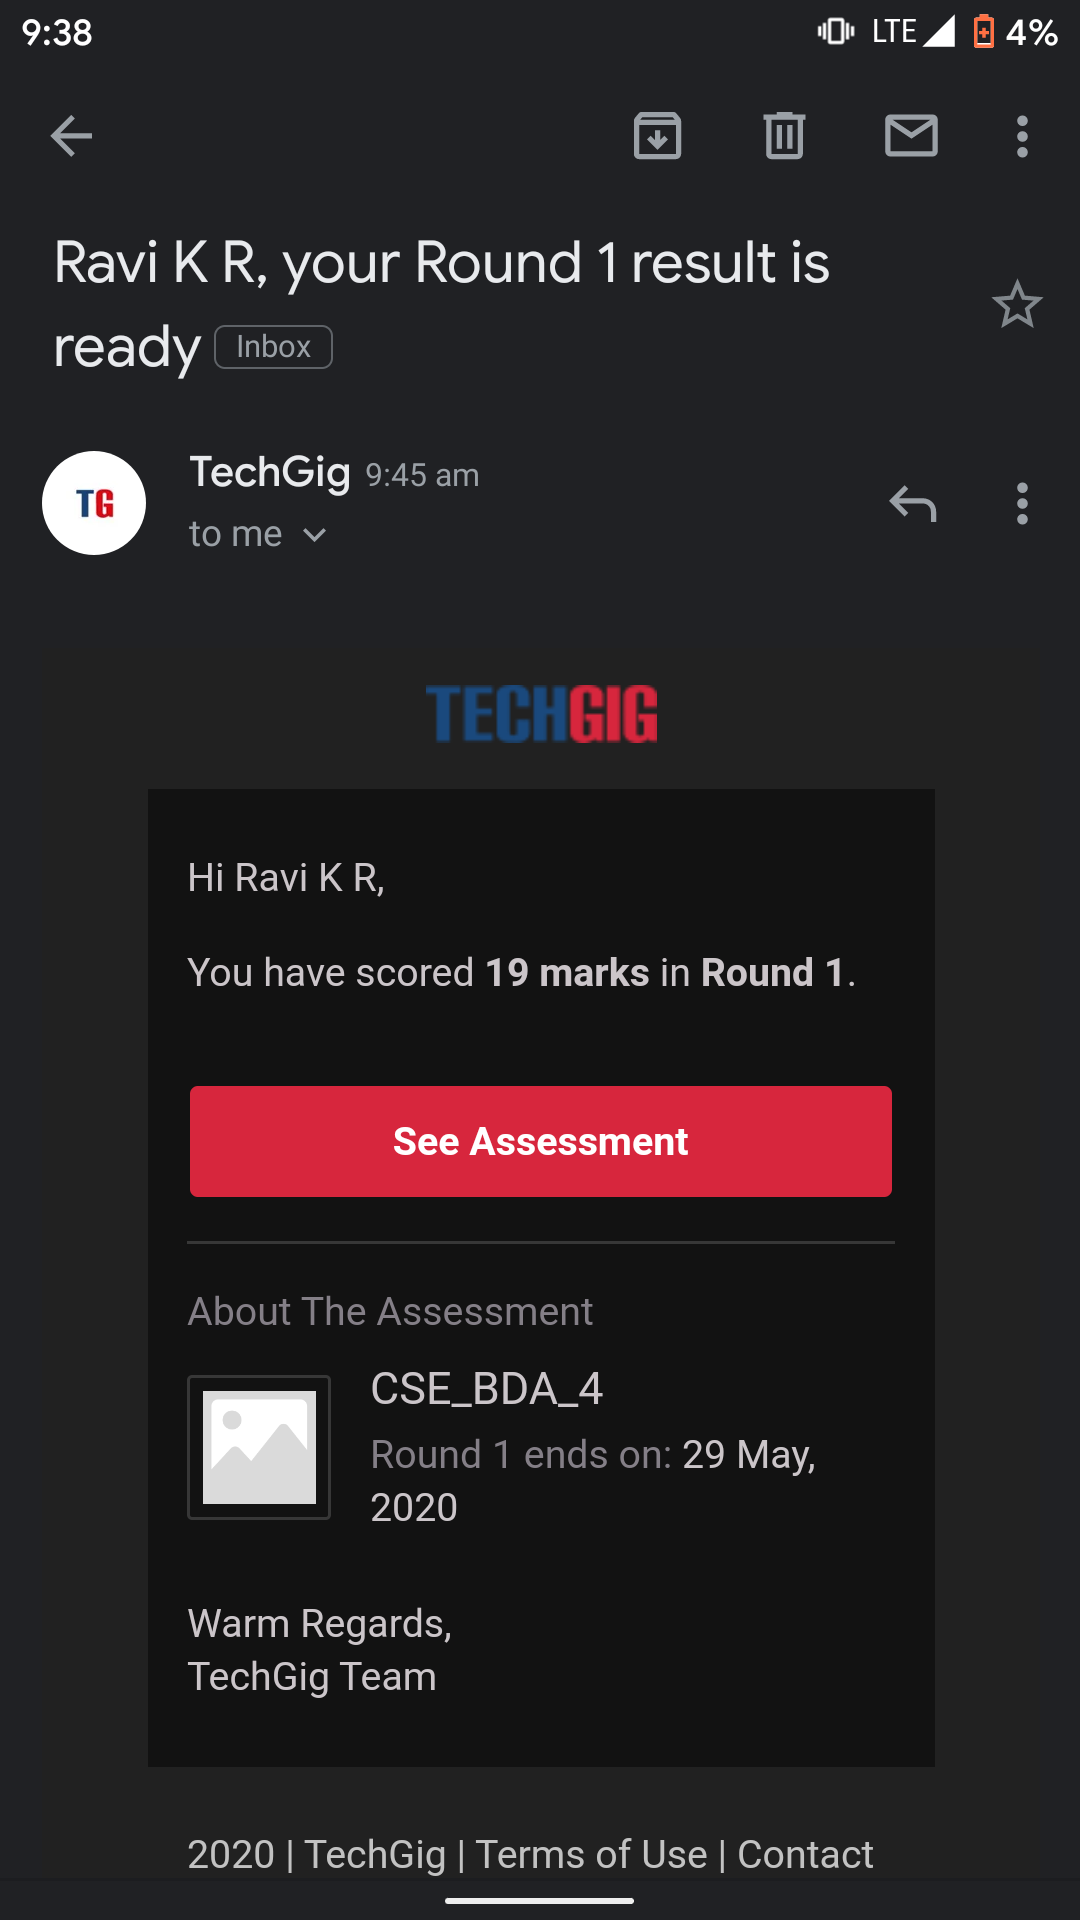 9:38
LTE 4%
Ravi K R, your Round 1 result is
ready Inbox
TG
TechGig 9:45 am
to me
TECHGIG
Hi Ravi K R,
You have scored 19 marks in Round 1.
See Assessment
About The Assessment
CSE_BDA_4
Round 1 ends on: 29 May,
2020
Warm Regards,
TechGig Team
2020 | TechGig | Terms of Use | Contact